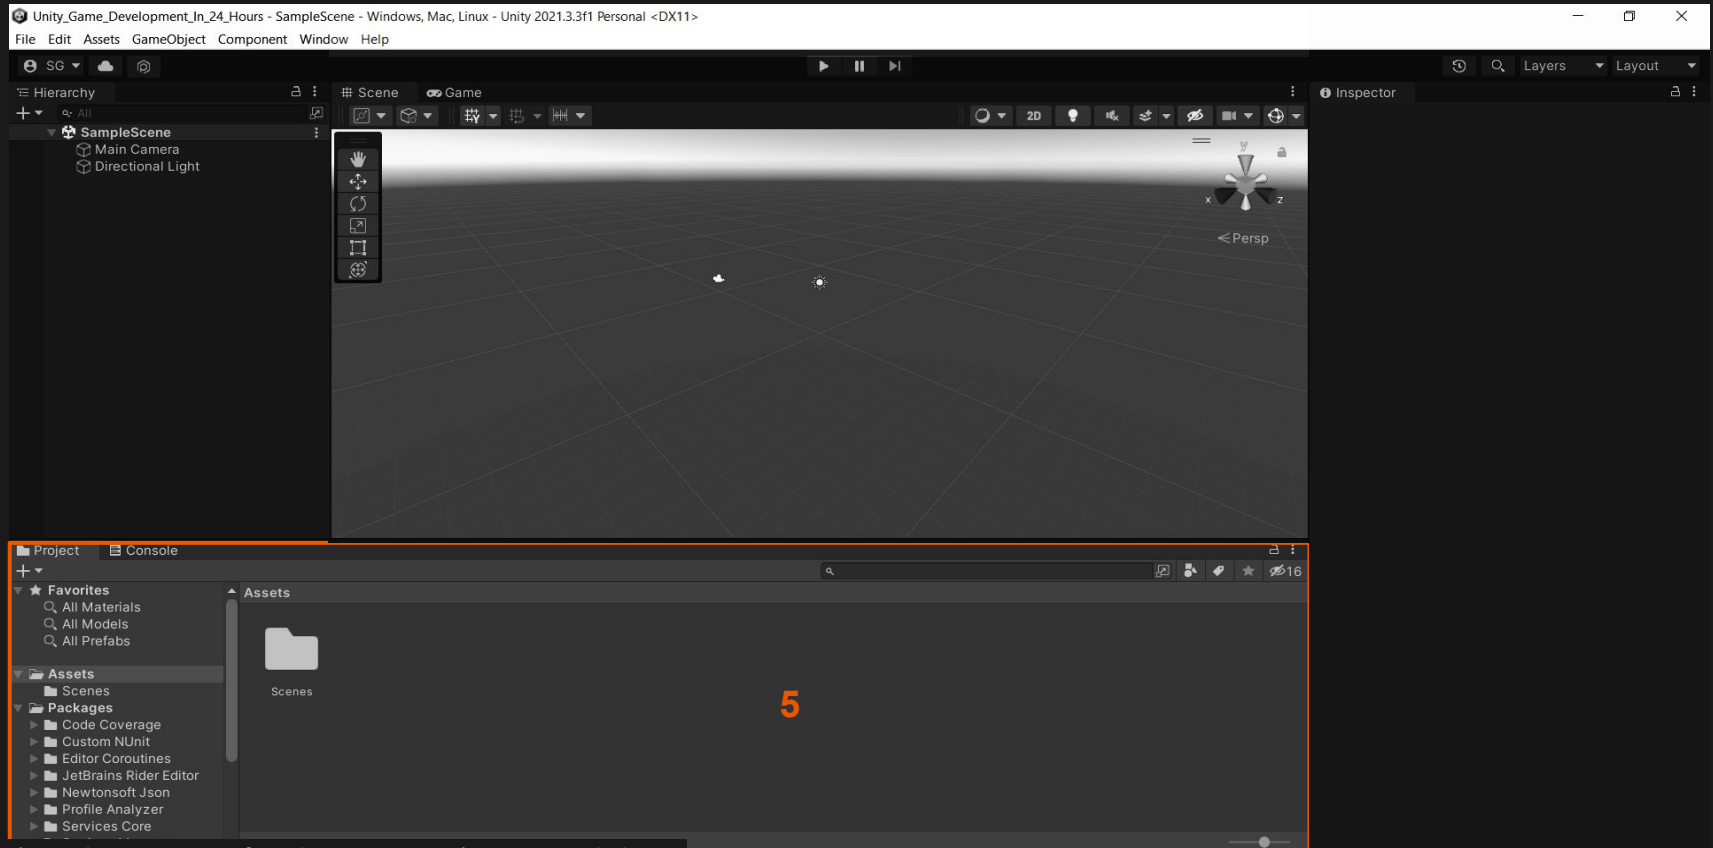 Unity_Game_Development_In_24_Hours - SampleScene - Windows, Mac, Linux - Unity 2021.3.3f1 Personal <DX11>
File Edit Assets GameObject Component Window Help
SG Layers Layout
Hierarchy Scene Game Inspector
All 2D
SampleScene
Main Camera
Directional Light
y
x z
Persp
Project Console
16
Favorites Assets
All Materials
All Models
All Prefabs
Assets
Scenes Scenes
Packages 5
Code Coverage
Custom NUnit
Editor Coroutines
JetBrains Rider Editor
Newtonsoft Json
Profile Analyzer
Services Core